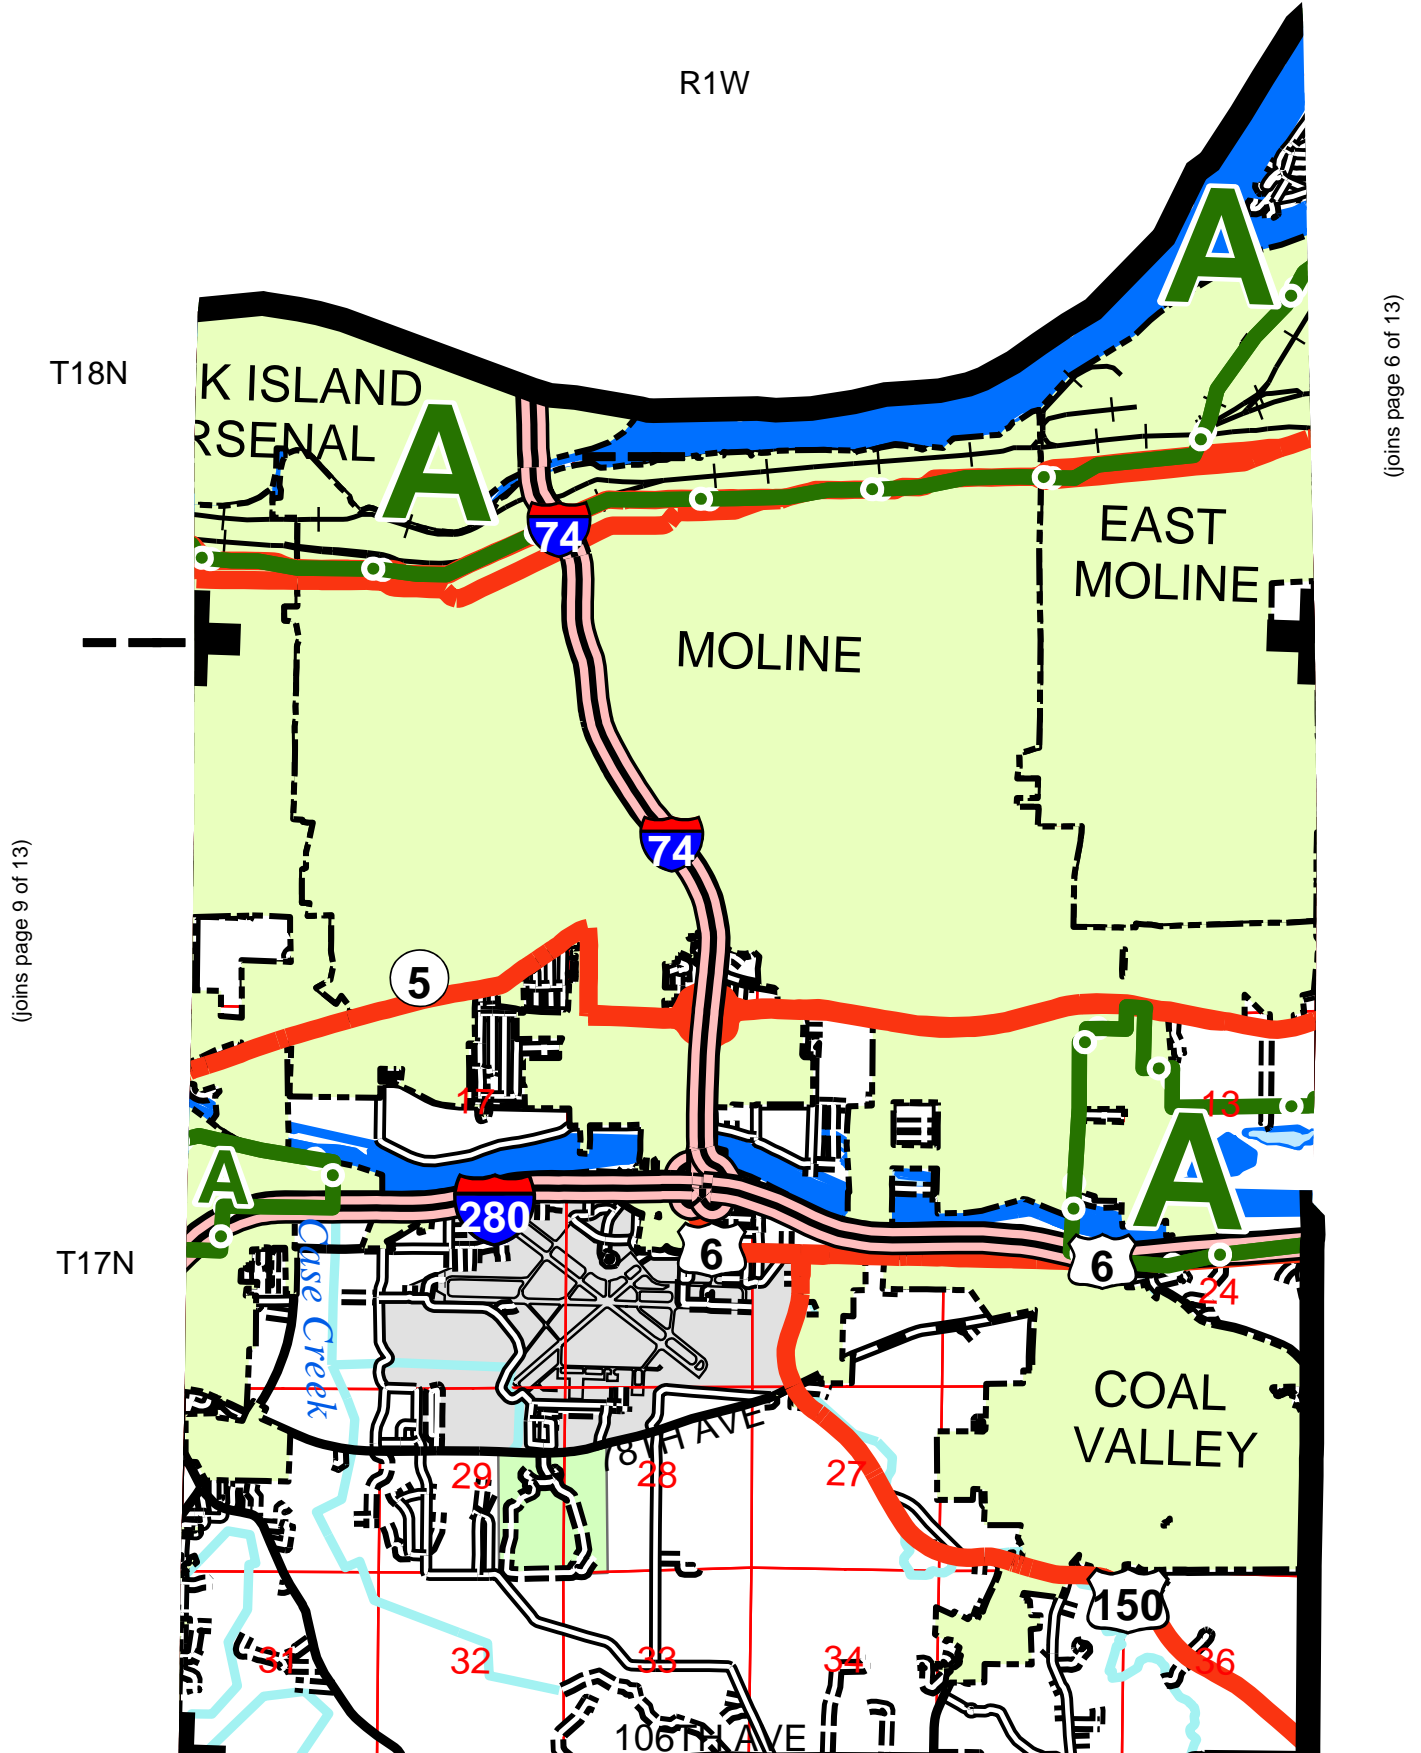 R1W
A
(joins page 6 of 13)
T18N
K ISLAND
RSENAL
A
74
EAST
MOLINE
MOLINE
74
(joins page 9 of 13)
5
17
13
A
A
280
6
6
T17N
24
Case Creek
COAL
VALLEY
78TH AVE
29
28
27
150
31
32
33
34
36
106TH AVE